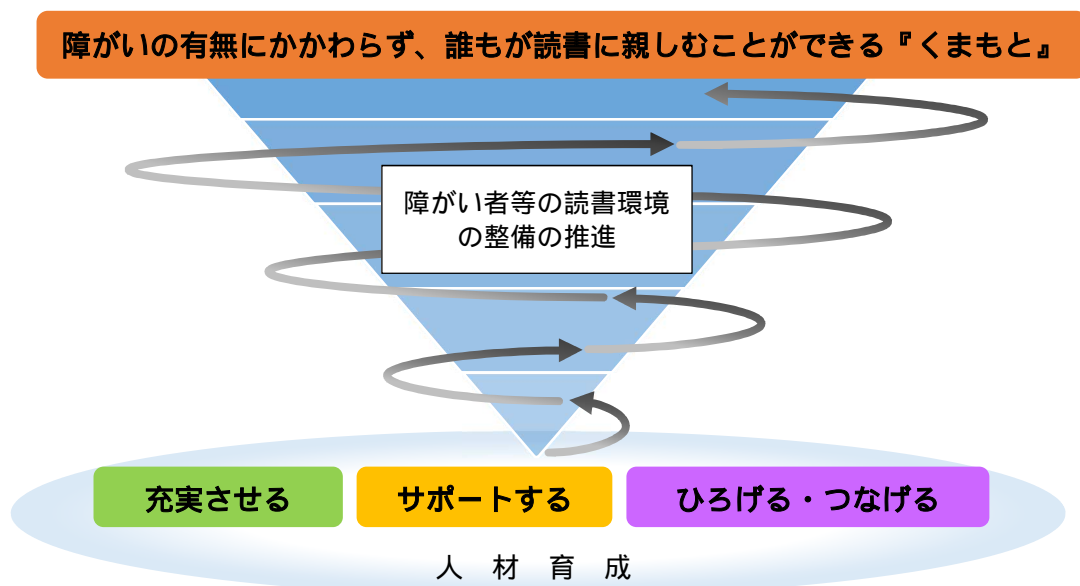 障がいの有無にかかわらず、誰もが読書に親しむことができる『くまもと』
障がい者等の読書環境
の整備の推進
充実させる
サポートする
ひろげる・つなげる
人 材 育 成